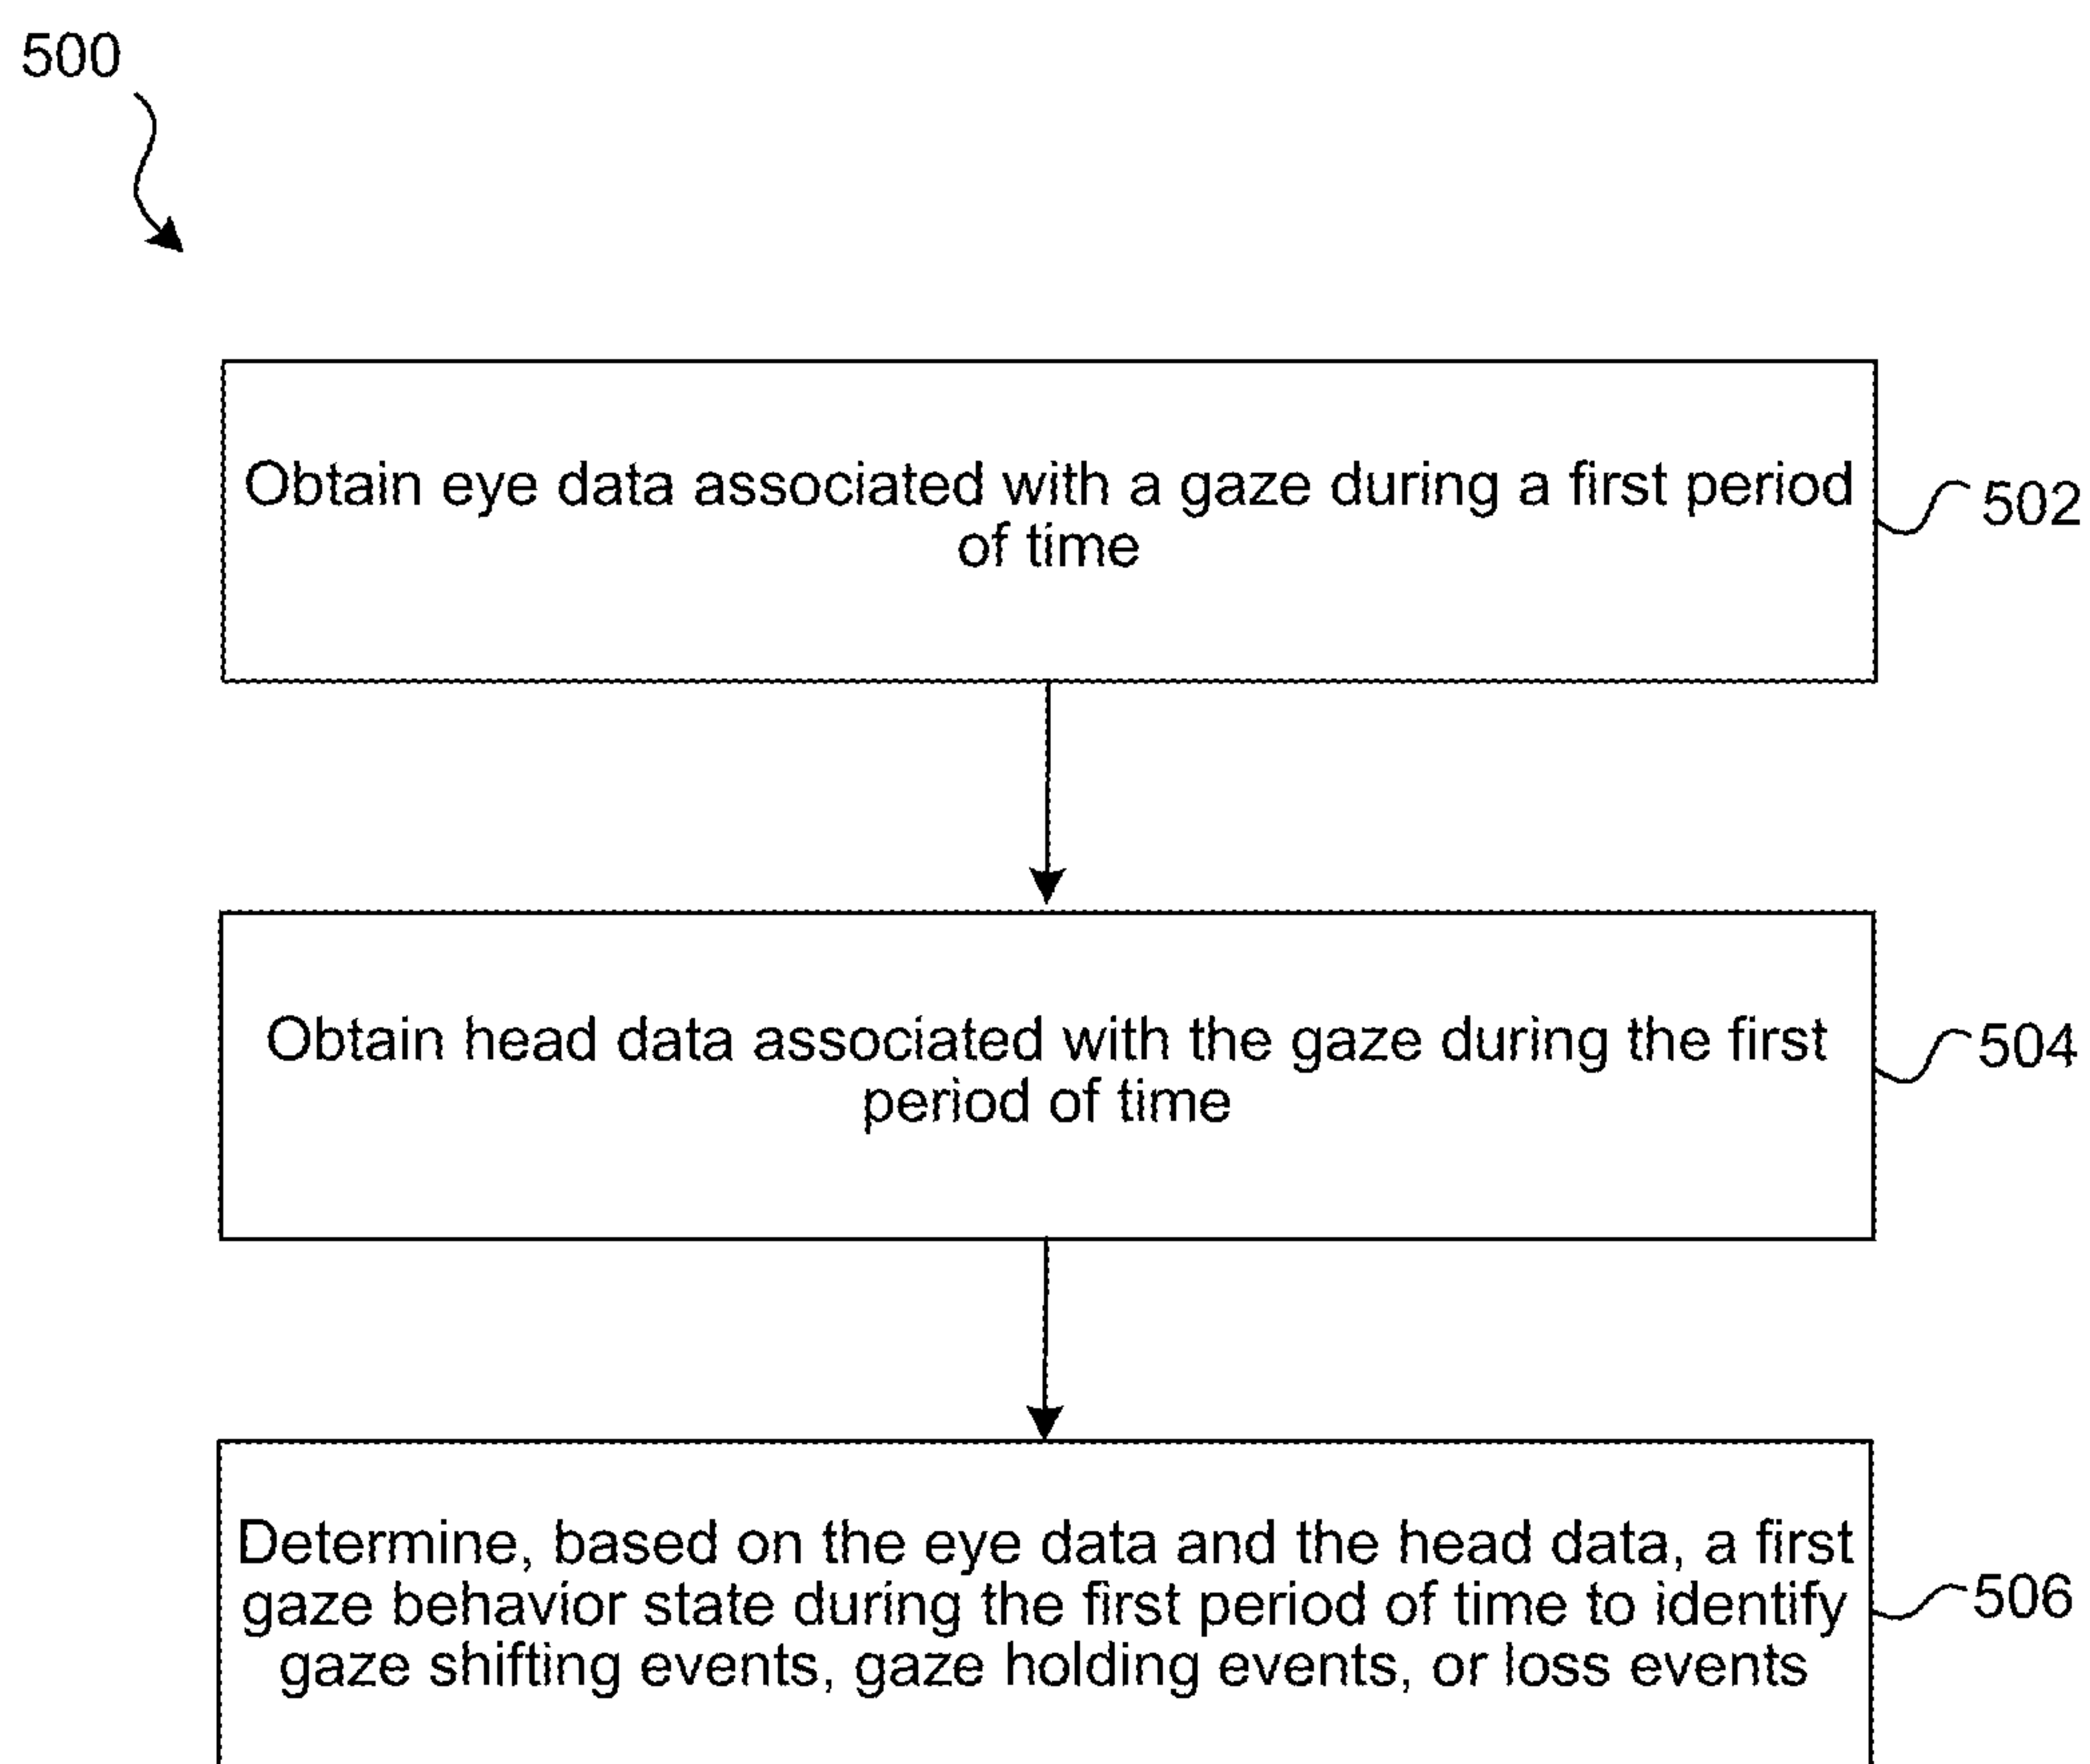 500
Obtain eye data associated with a gaze during a first period
of time
502
Obtain head data associated with the gaze during the first
period of time
504
Determine, based on the eye data and the head data, a first
gaze behavior state during the first period of time to identify
gaze shifting events, gaze holding events, or loss events
506